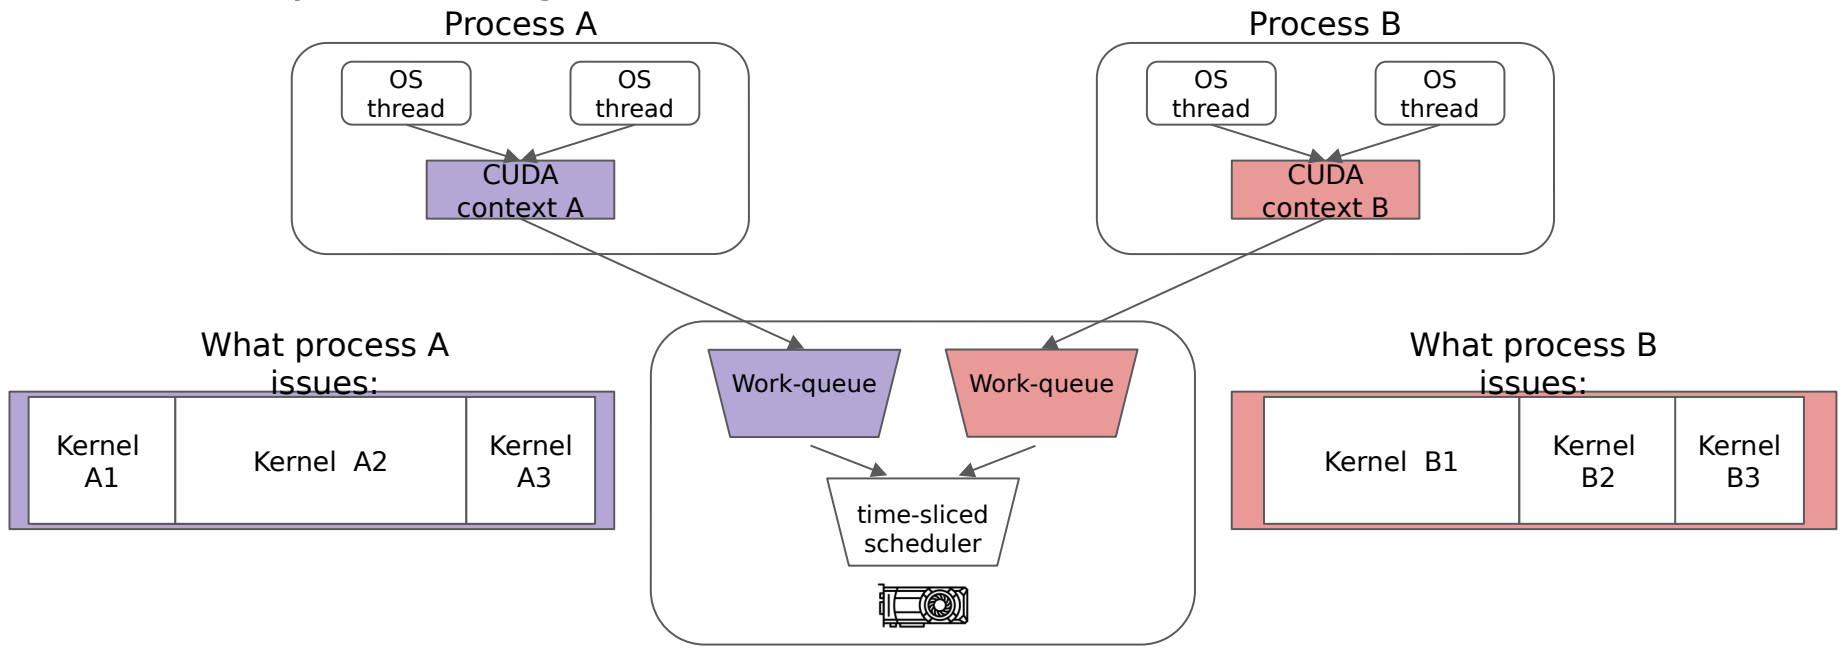 Process A
Process B
OS
thread
OS
thread
OS
thread
OS
thread
CUDA
context A
CUDA
context B
What process A
issues:
What process B
issues:
Work-queue
Work-queue
Kernel
A1
Kernel A2
Kernel
A3
Kernel B1
Kernel
B2
Kernel
B3
time-sliced
scheduler